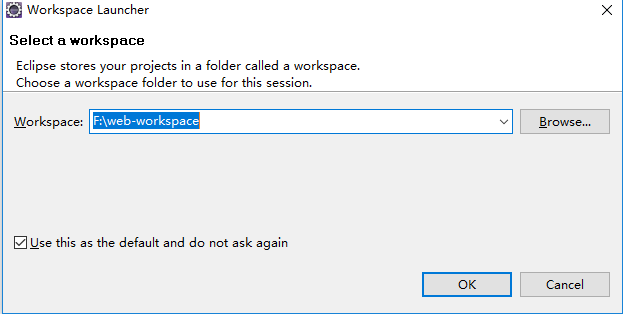 Workspace Launcher
Select a workspace
Eclipse stores your projects in a folder called a workspace.
Choose a workspace folder to use for this session.
Workspace: F:\web-workspace Browse...
Use this as the default and do not ask again
OK Cancel